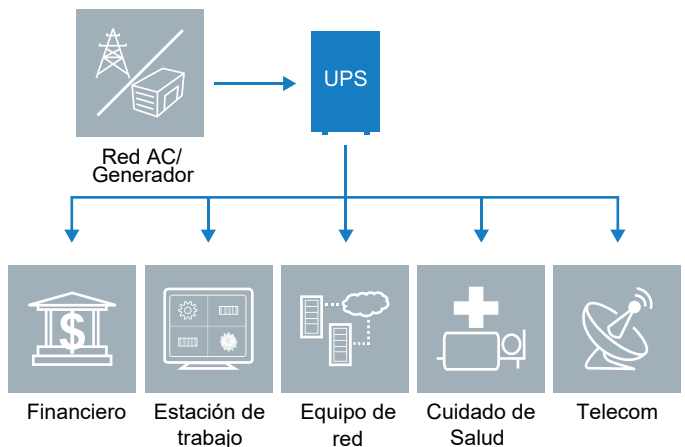 UPS
Red AC/
Generador
$
Financiero
Estación de
trabajo
Equipo de
red
Cuidado de
Salud
Telecom